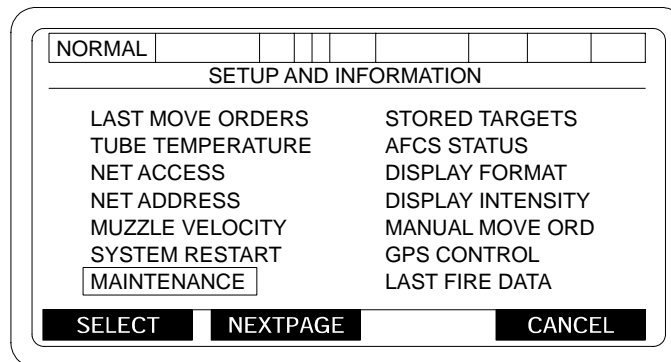 NORMAL
SETUP AND INFORMATION
LAST MOVE ORDERS STORED TARGETS
TUBE TEMPERATURE AFCS STATUS
NET ACCESS DISPLAY FORMAT
NET ADDRESS DISPLAY INTENSITY
MUZZLE VELOCITY MANUAL MOVE ORD
SYSTEM RESTART GPS CONTROL
MAINTENANCE LAST FIRE DATA
SELECT NEXTPAGE CANCEL